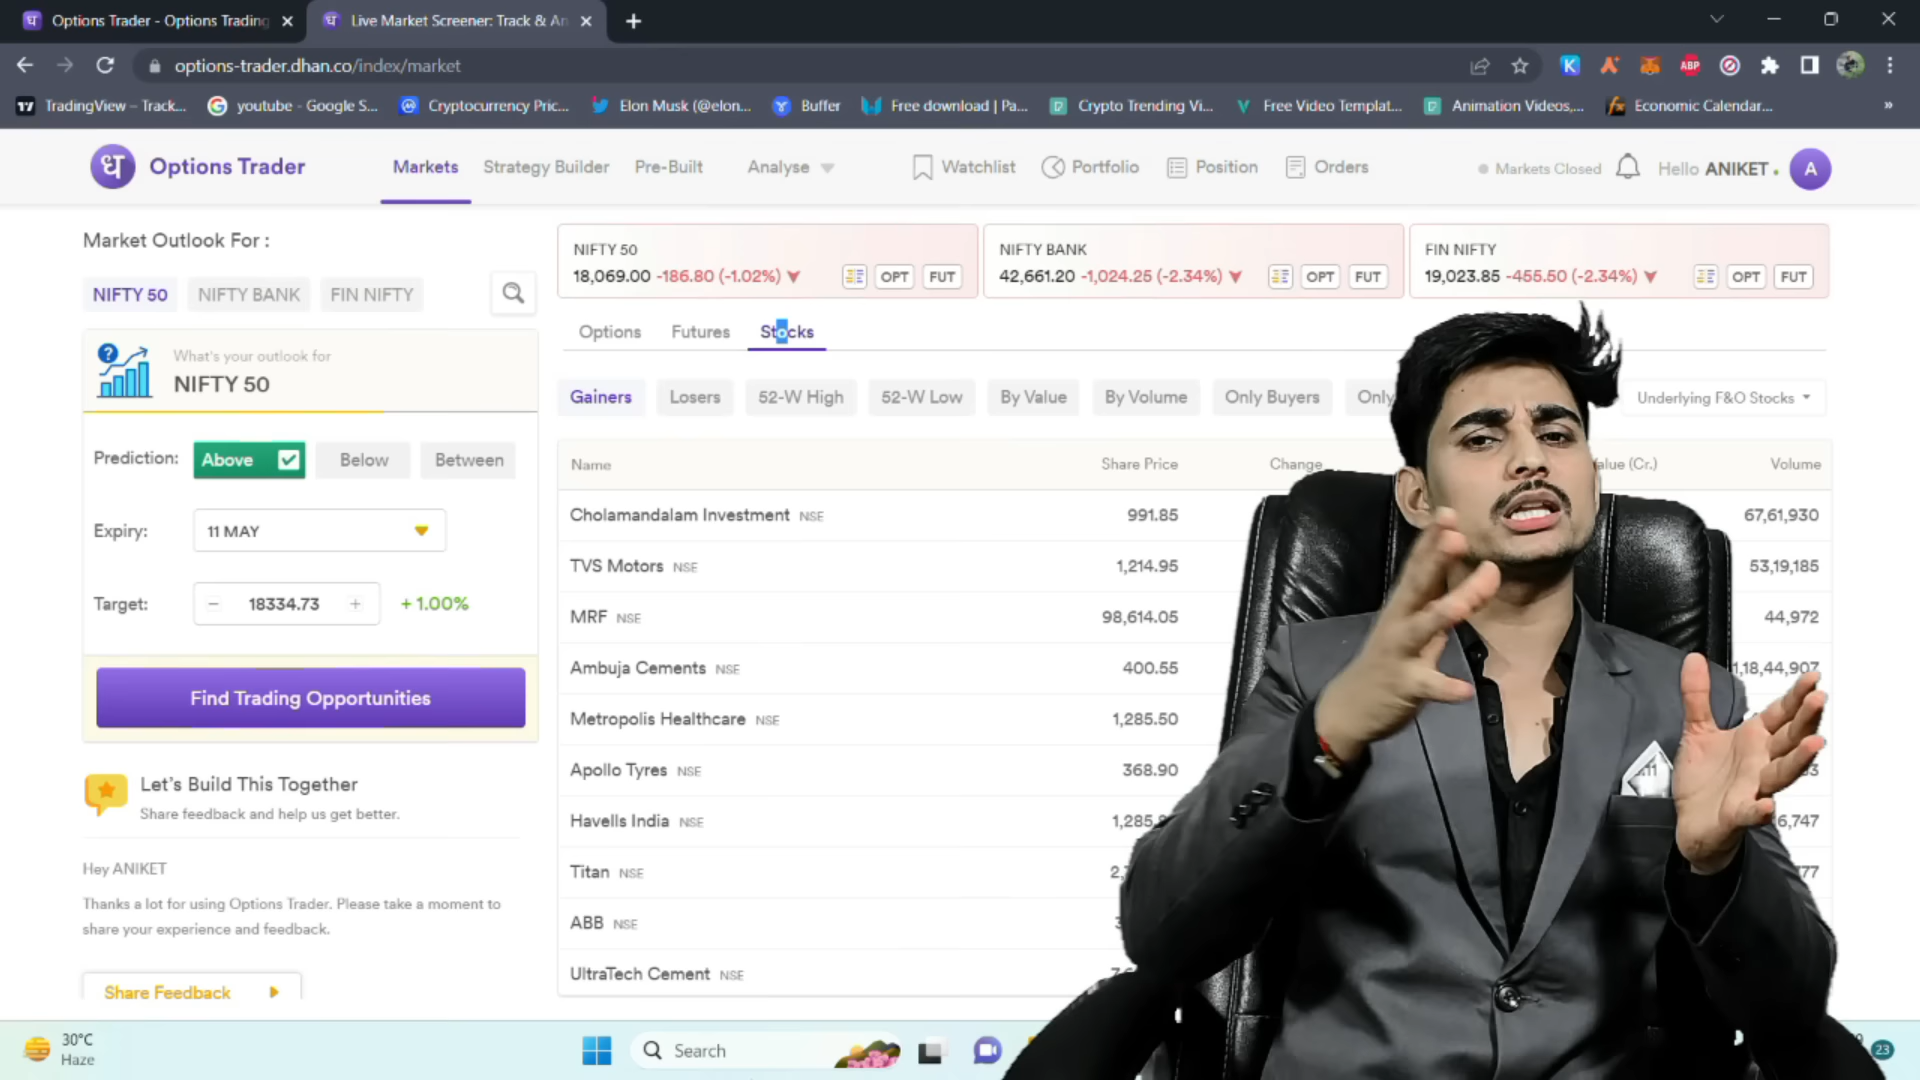 Options Trader - Options Trading
Live Market Screener: Track & An
options-trader.dhan.co/index/market
TradingView – Track...
youtube - Google S...
Cryptocurrency Pric...
Elon Musk (@elon...
Buffer
Free download | Pa...
Crypto Trending Vi...
Free Video Templat...
Animation Videos,...
Economic Calendar...
ध Options Trader
Markets
Strategy Builder
Pre-Built
Analyse
Watchlist
Portfolio
Position
Orders
Markets Closed
Hello ANIKET
A
Market Outlook For :
NIFTY 50
NIFTY BANK
FIN NIFTY
What's your outlook for
NIFTY 50
Prediction: Above Below Between
Expiry: 11 MAY
Target: − 18334.73 + + 1.00%
Find Trading Opportunities
Let's Build This Together
Share feedback and help us get better.
Hey ANIKET
Thanks a lot for using Options Trader. Please take a moment to
share your experience and feedback.
Share Feedback
NIFTY 50
18,069.00 -186.80 (-1.02%) OPT FUT
NIFTY BANK
42,661.20 -1,024.25 (-2.34%) OPT FUT
FIN NIFTY
19,023.85 -455.50 (-2.34%) OPT FUT
Options Futures Stocks
Gainers Losers 52-W High 52-W Low By Value By Volume Only Buyers Only Underlying F&O Stocks
Name Share Price Change (Cr.) Volume
Cholamandalam Investment NSE 991.85 67,61,930
TVS Motors NSE 1,214.95 53,19,185
MRF NSE 98,614.05 44,972
Ambuja Cements NSE 400.55 1,18,44,907
Metropolis Healthcare NSE 1,285.50
Apollo Tyres NSE 368.90
Havells India NSE
Titan NSE
ABB NSE
UltraTech Cement NSE
30°C
Haze
Search
23